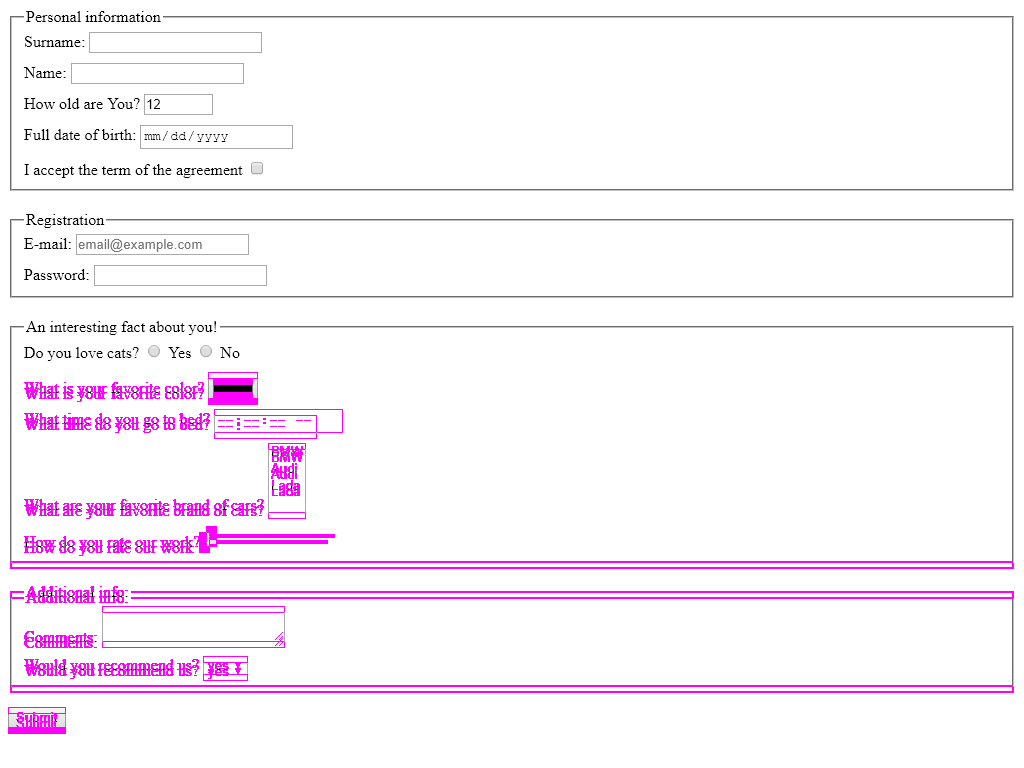 Personal information
Surname:
Name:
How old are You? 12
Full date of birth: mm/dd/yyyy
I accept the term of the agreement
Registration
E-mail: email@example.com
Password:
An interesting fact about you!
Do you love cats? Yes No
What is your favorite color?
What time do you go to bed? --:--:-- --
BMW
Audi
Lada
What are your favorite brand of cars?
How do you rate our work?
Additional info:
Comments:
Would you recommend us? yes
Submit